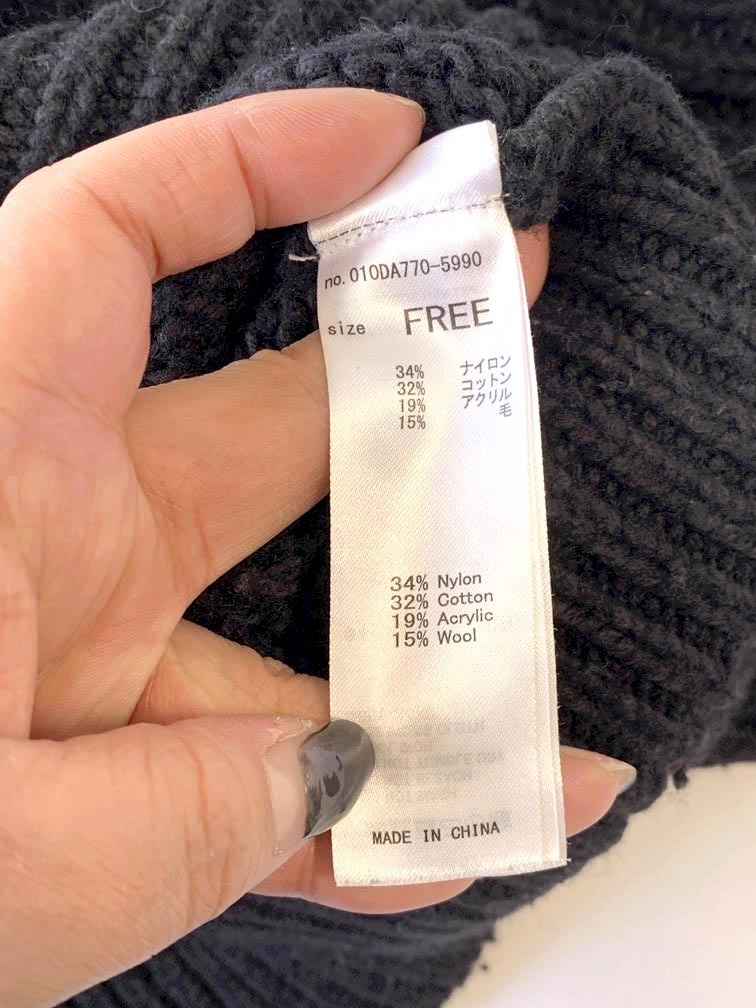 no. 010DA770-5990
size FREE
34% ナイロン
32% コットン
19% アクリル
15% 毛
34% Nylon
32% Cotton
19% Acrylic
15% Wool
MADE IN CHINA